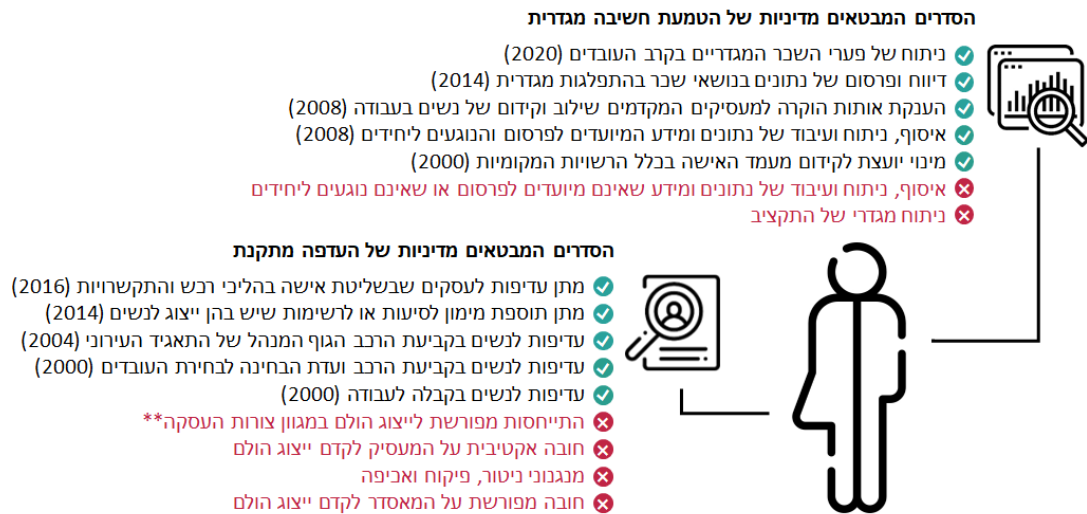 הסדרים המבטאים מדיניות של הטמעת חשיבה מגדרית
ניתוח של פערי השכר המגדריים בקרב העובדים (2020)
דיווח ופרסום של נתונים בנושאי שכר בהתפלגות מגדרית (2014)
הענקת אותות הוקרה למעסיקים המקדמים שילוב וקידום של נשים בעבודה (2008)
איסוף, ניתוח ועיבוד של נתונים ומידע המיועדים לפרסום והנוגעים ליחידים (2008)
מינוי יועצת לקידום מעמד האישה בכלל הרשויות המקומיות (2000)
איסוף, ניתוח ועיבוד של נתונים ומידע שאינם מיועדים לפרסום או שאינם נוגעים ליחידים
ניתוח מגדרי של התקציב
הסדרים המבטאים מדיניות של העדפה מתקנת
מתן עדיפות לעסקים שבשליטת אישה בהליכי רכש והתקשרויות (2016)
מתן תוספת מימון לסיעות או לרשימות שיש בהן ייצוג לנשים (2014)
עדיפות לנשים בקביעת הרכב הגוף המנהל של התאגיד העירוני (2004)
עדיפות לנשים בקביעת הרכב ועדת הבחינה לבחירת העובדים (2000)
עדיפות לנשים בקבלה לעבודה (2000)
התייחסות מפורשת לייצוג הולם במגוון צורות העסקה**
חובה אקטיבית על המעסיק לקדם ייצוג הולם
מנגנוני ניטור, פיקוח ואכיפה
חובה מפורשת על המאסדר לקדם ייצוג הולם